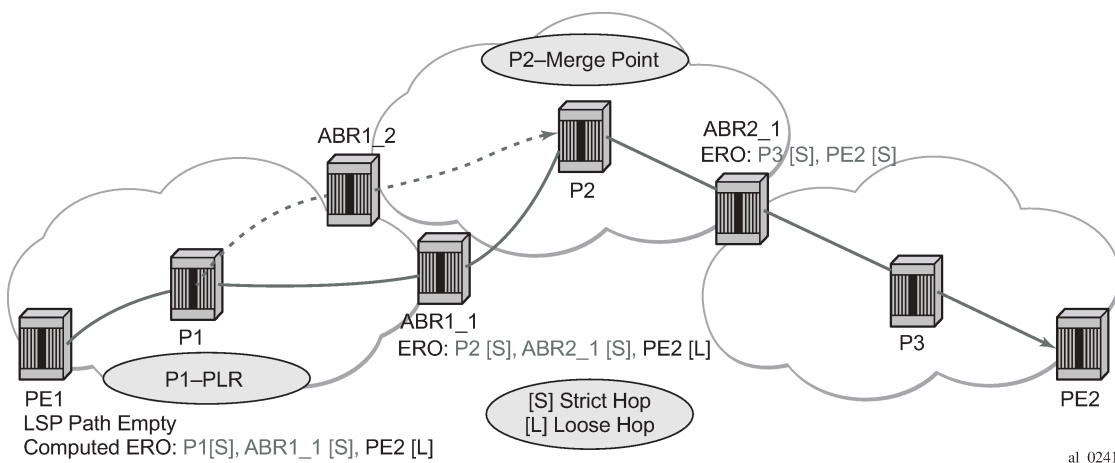 P2–Merge Point
ABR1_2
ABR2_1
ERO: P3 [S], PE2 [S]
P2
P1
ABR1_1
ERO: P2 [S], ABR2_1 [S], PE2 [L]
P3
P1–PLR
PE1
LSP Path Empty
Computed ERO: P1[S], ABR1_1 [S], PE2 [L]
[S] Strict Hop
[L] Loose Hop
PE2
al_0241